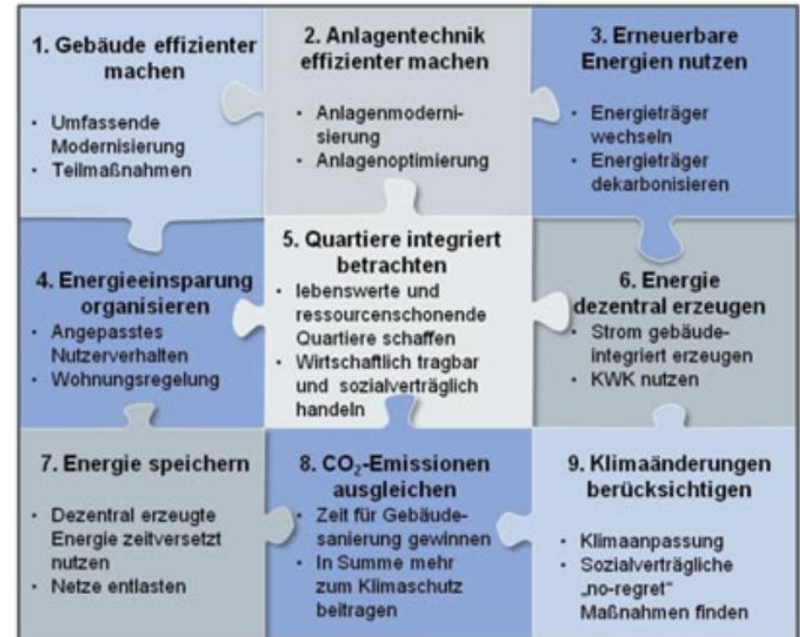 1. Gebäude effizienter
machen
• Umfassende
Modernisierung
• Teilmaßnahmen
2. Anlagentechnik
effizienter machen
• Anlagenmoderni-
sierung
• Anlagenoptimierung
3. Erneuerbare
Energien nutzen
• Energieträger
wechseln
• Energieträger
dekarbonisieren
4. Energieeinsparung
organisieren
• Angepasstes
Nutzerverhalten
• Wohnungsregelung
5. Quartiere integriert
betrachten
• lebenswerte und
ressourcenschonende
Quartiere schaffen
• Wirtschaftlich tragbar
und sozialverträglich
handeln
6. Energie
dezentral erzeugen
• Strom gebäude-
integriert erzeugen
• KWK nutzen
7. Energie speichern
• Dezentral erzeugte
Energie zeitversetzt
nutzen
• Netze entlasten
8. CO₂-Emissionen
ausgleichen
• Zeit für Gebäude-
sanierung gewinnen
• In Summe mehr
zum Klimaschutz
beitragen
9. Klimaänderungen
berücksichtigen
• Klimaanpassung
• Sozialverträgliche
„no-regret“
Maßnahmen finden